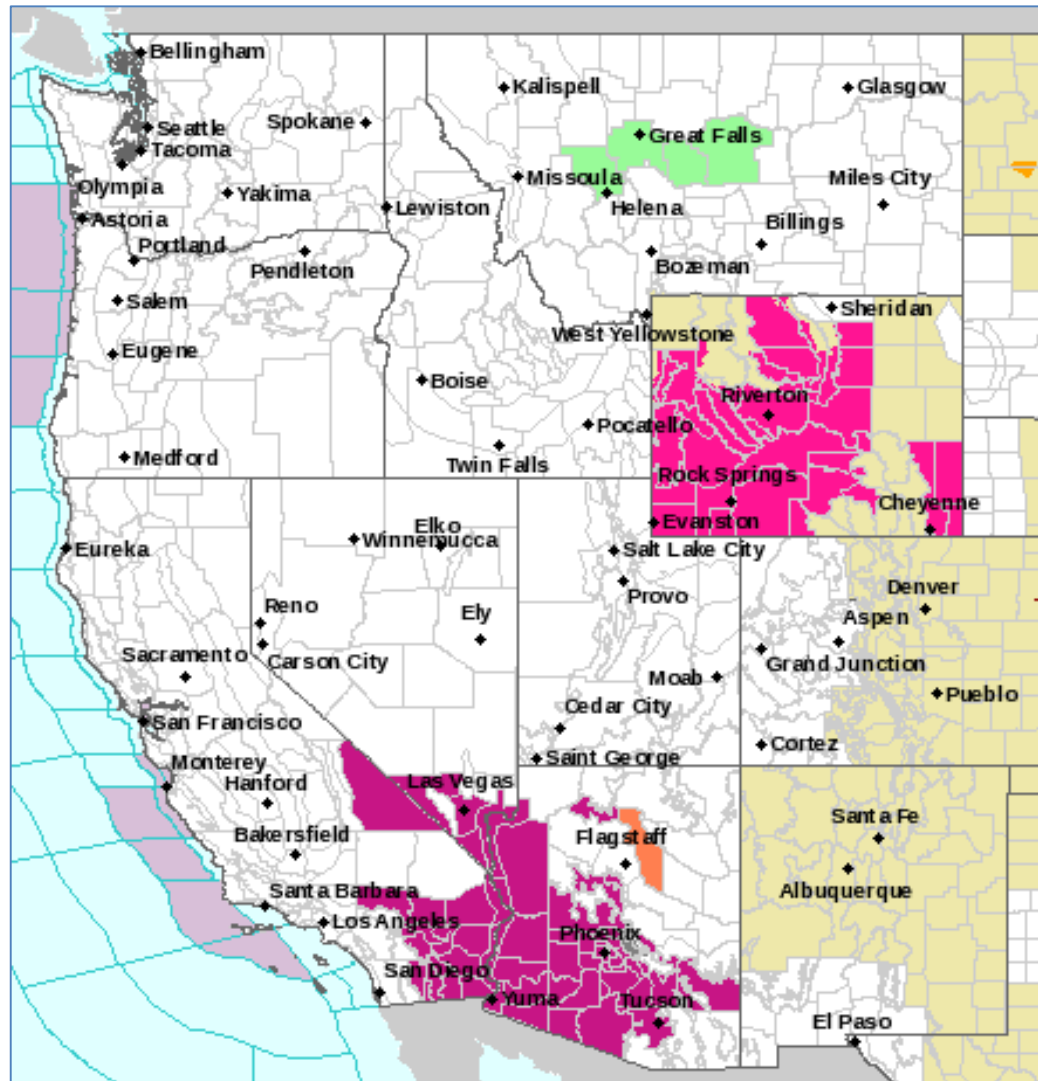 Bellingham
Kalispell
Glasgow
Seattle
Spokane
Great Falls
Tacoma
Olympia
Missoula
Miles City
Yakima
Lewiston
Helena
Astoria
Billings
Portland
Pendleton
Bozeman
Salem
Sheridan
West Yellowstone
Eugene
Boise
Riverton
Pocatello
Medford
Twin Falls
Rock Springs
Cheyenne
Evanston
Elko
Winnemucca
Eureka
Salt Lake City
Provo
Denver
Reno
Ely
Aspen
Sacramento
Carson City
Grand Junction
Moab
Pueblo
Cedar City
San Francisco
Cortez
Saint George
Monterey
Hanford
Las Vegas
Santa Fe
Bakersfield
Flagstaff
Albuquerque
Santa Barbara
Los Angeles
Phoenix
San Diego
Yuma
Tucson
El Paso